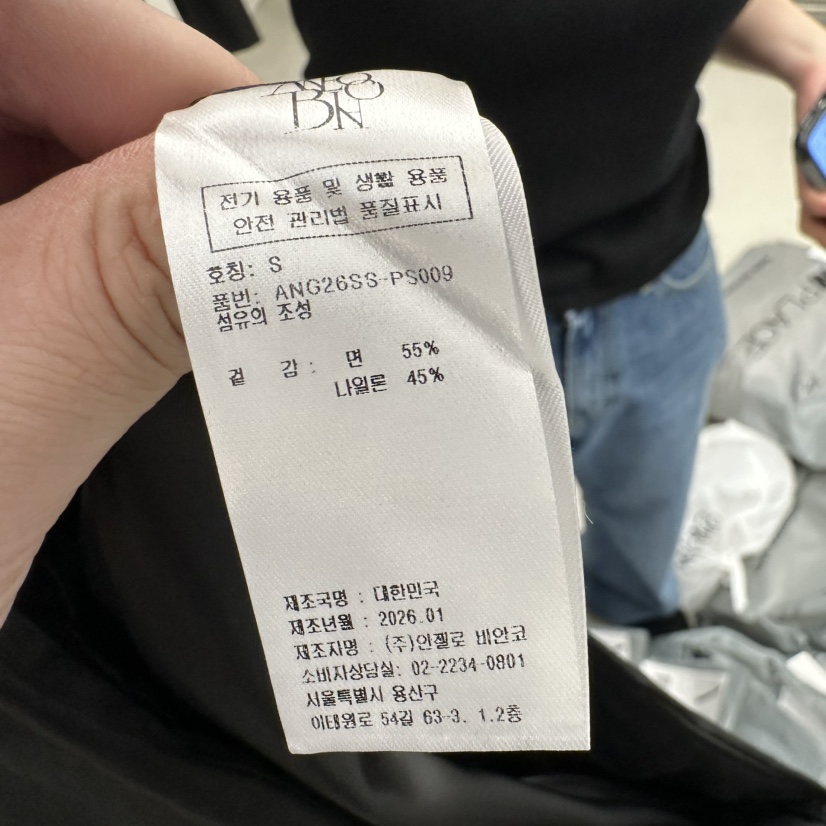 전기 용품 및 생활 용품
안전 관리법 품질표시
호칭: S
품번: ANG26SS-PS009
섬유의 조성
겉 감 : 면 55%
나일론 45%
제조국명 : 대한민국
제조년월 : 2026.01
제조자명 : (주)안젤로 비안코
소비자상담실: 02-2234-0801
서울특별시 용산구
이태원로 54길 63-3. 1.2층
PLACE